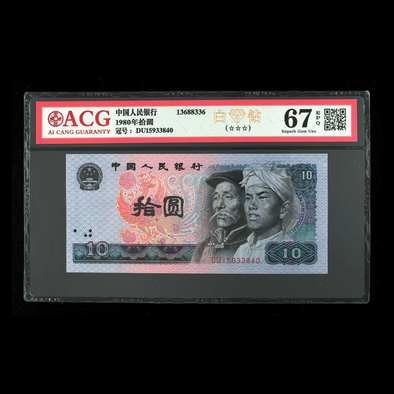 ACG
AI CANG GUARANTY
中国人民银行
1980年拾圆
冠号: DU15933840
13688336
白 钻
(☆☆☆)
67 EPQ
Superb Gem Unc
中国人民银行
10
拾圆
10
10
DU15933840